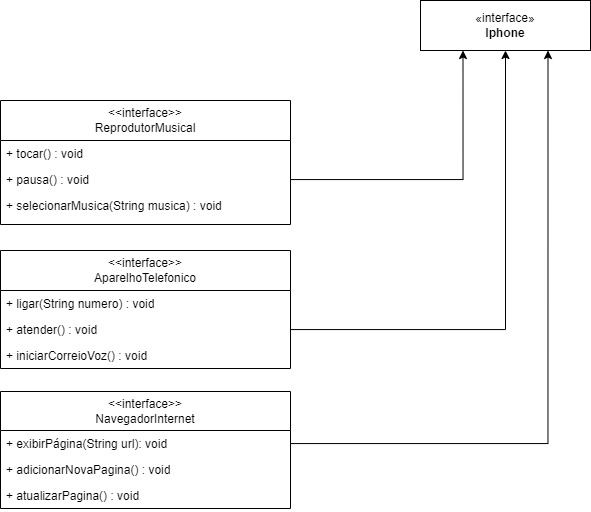 «interface»
Iphone
<<interface>>
ReprodutorMusical
+ tocar() : void
+ pausa() : void
+ selecionarMusica(String musica) : void
<<interface>>
AparelhoTelefonico
+ ligar(String numero) : void
+ atender() : void
+ iniciarCorreioVoz() : void
<<interface>>
NavegadorInternet
+ exibirPágina(String url): void
+ adicionarNovaPagina() : void
+ atualizarPagina() : void